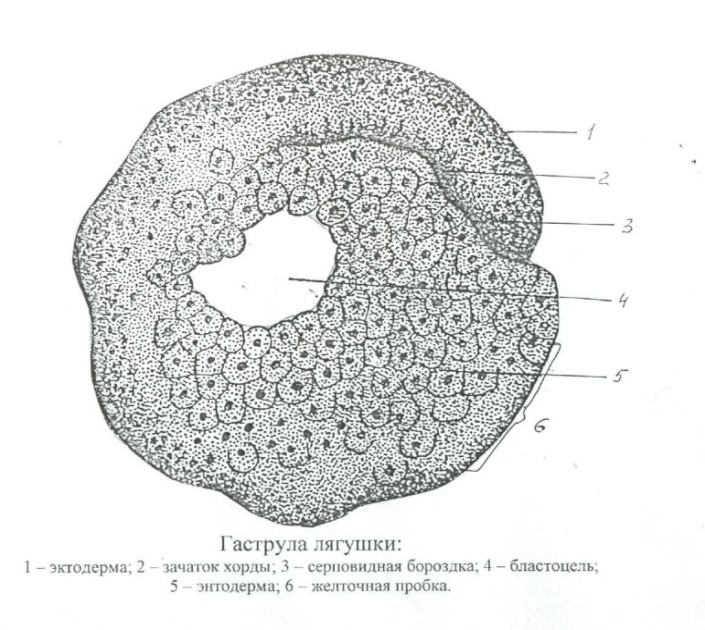 1
2
3
4
5
6
Гаструла лягушки:
1 – эктодерма; 2 – зачаток хорды; 3 – серповидная бороздка; 4 – бластоцель;
5 – энтодерма; 6 – желточная пробка.